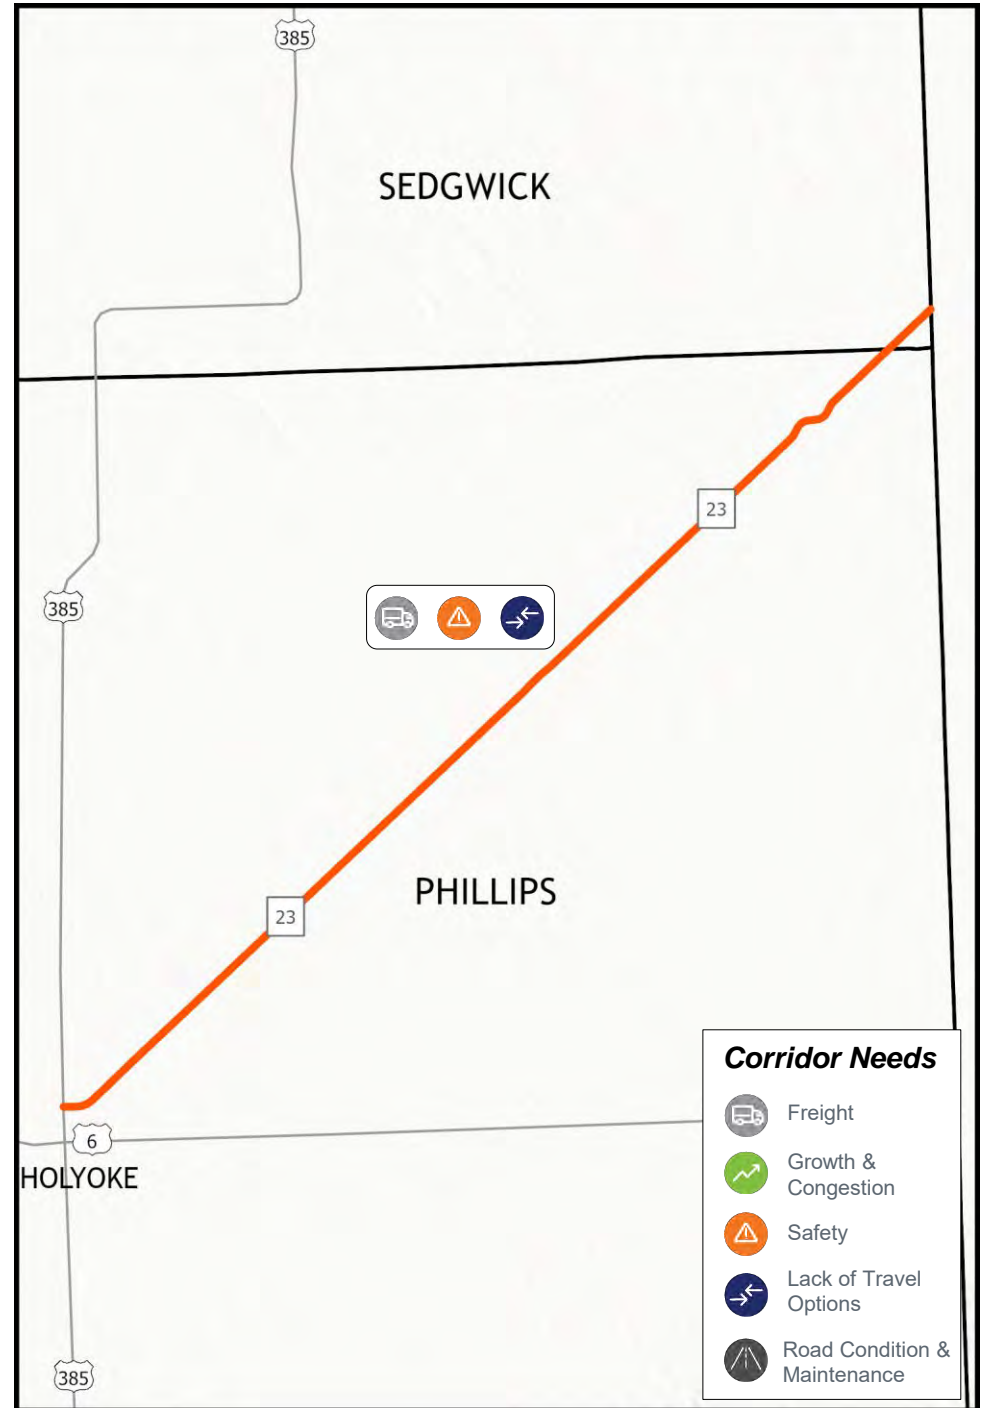 385
SEDGWICK
23
385
PHILLIPS
23
6
HOLYOKE
385
Corridor Needs
Freight
Growth &
Congestion
Safety
Lack of Travel
Options
Road Condition &
Maintenance